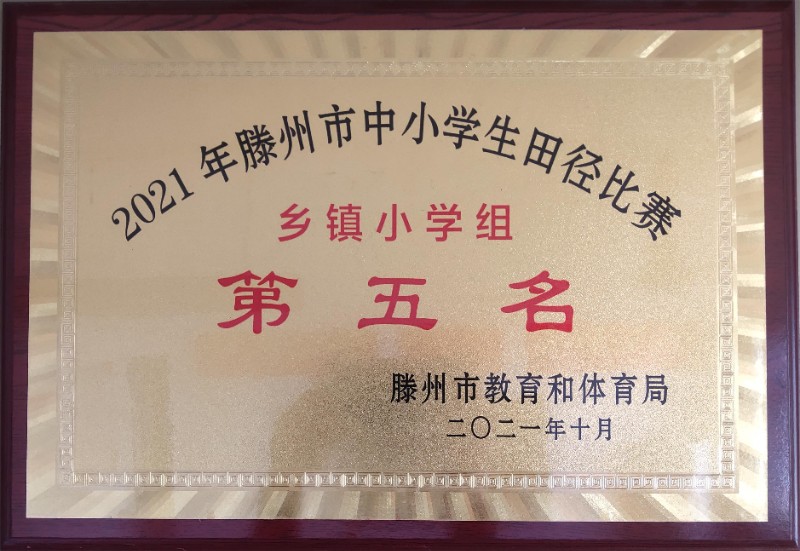 2021年滕州市中小学生田径比赛
乡镇小学组
第五名
滕州市教育和体育局
二〇二一年十月